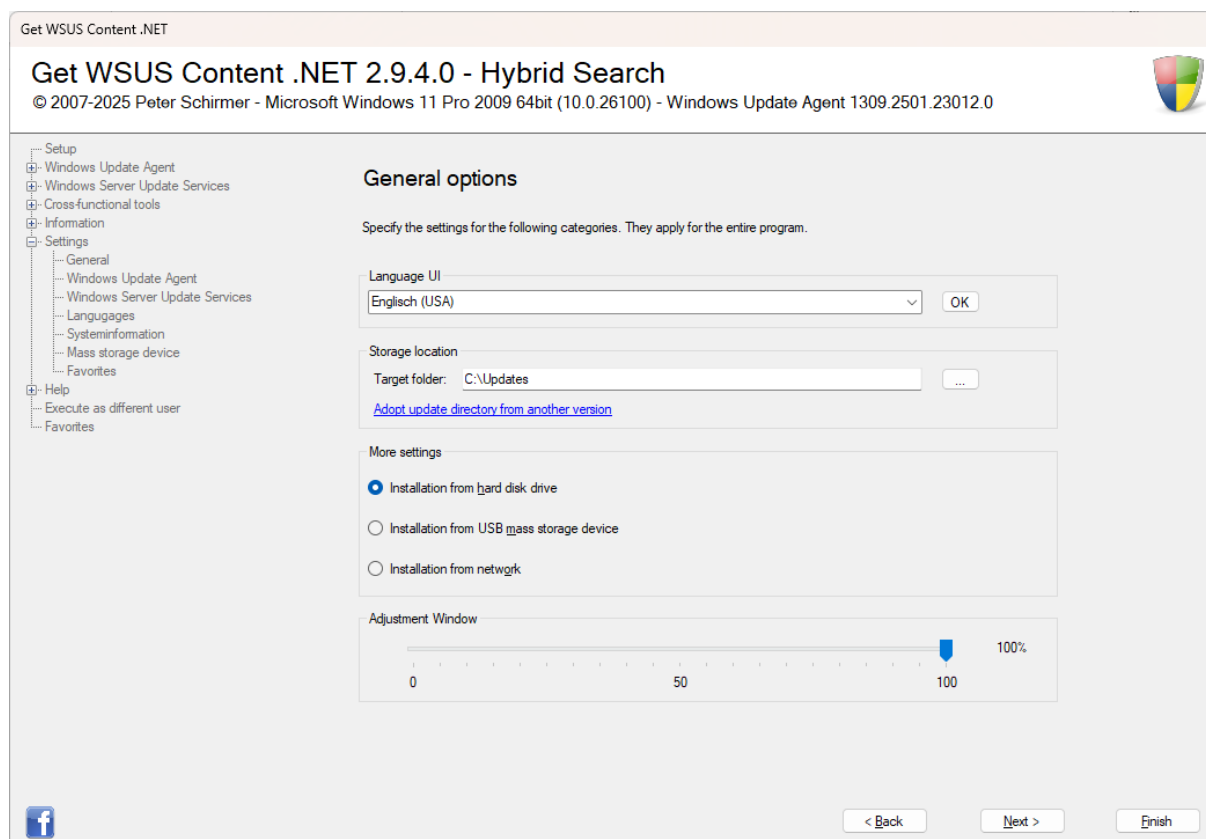 Get WSUS Content .NET
Get WSUS Content .NET 2.9.4.0 - Hybrid Search
© 2007-2025 Peter Schirmer - Microsoft Windows 11 Pro 2009 64bit (10.0.26100) - Windows Update Agent 1309.2501.23012.0
Setup
Windows Update Agent
Windows Server Update Services
Cross-functional tools
Information
Settings
General
Windows Update Agent
Windows Server Update Services
Langugages
Systeminformation
Mass storage device
Favorites
Help
Execute as different user
Favorites
General options
Specify the settings for the following categories. They apply for the entire program.
Language UI
Englisch (USA)
OK
Storage location
Target folder: C:\Updates
...
Adopt update directory from another version
More settings
Installation from hard disk drive
Installation from USB mass storage device
Installation from network
Adjustment Window
100%
0 50 100
f
< Back Next > Finish